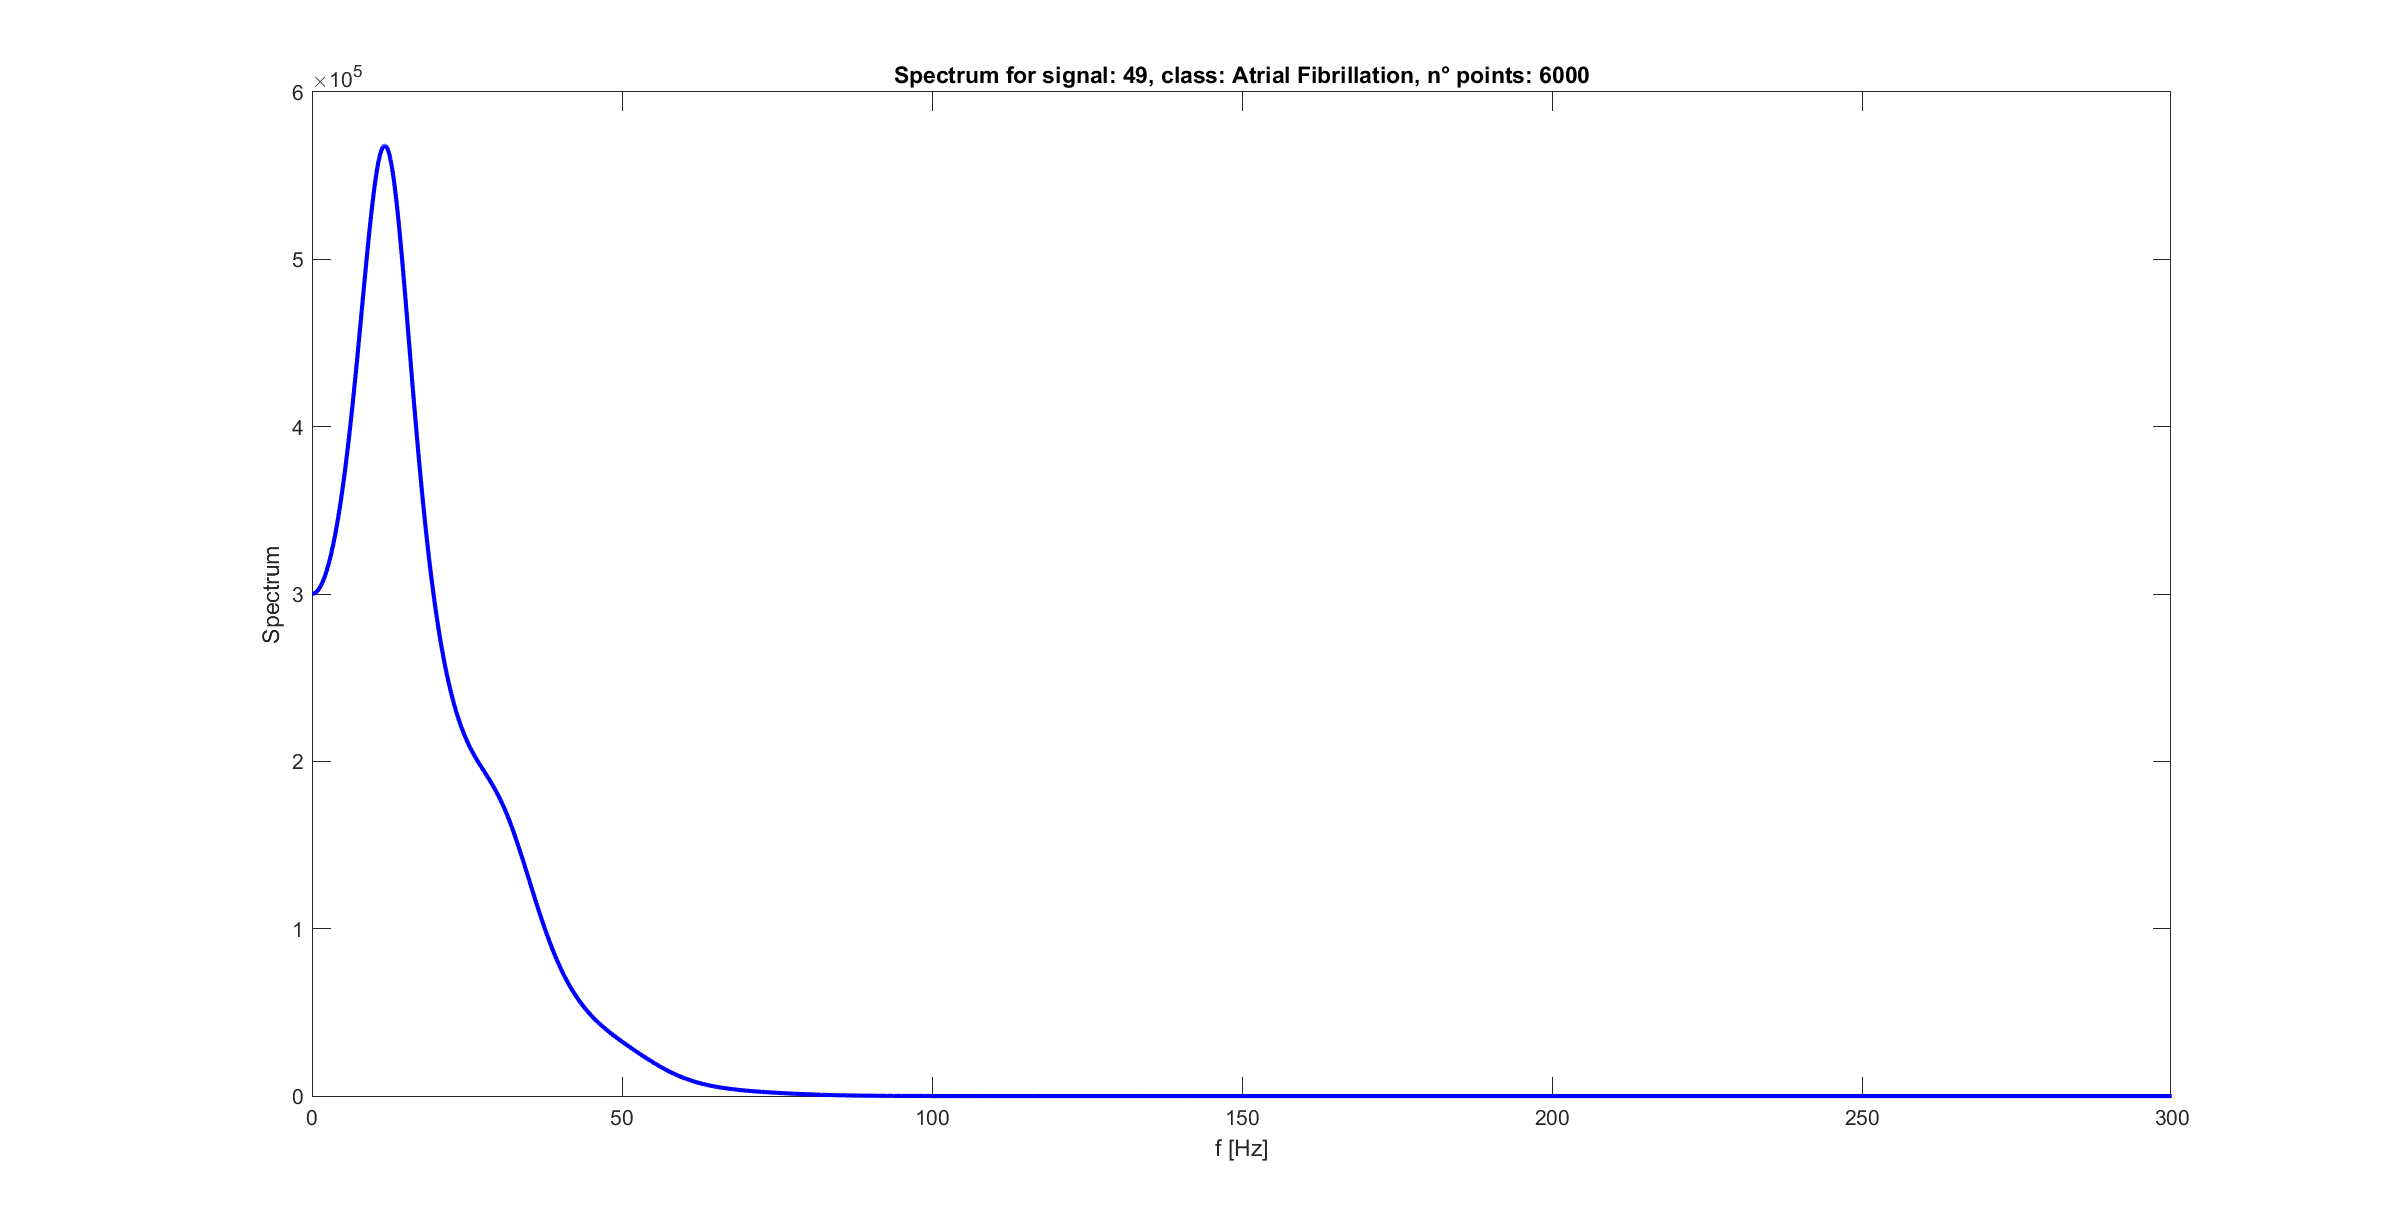 Spectrum for signal: 49, class: Atrial Fibrillation, n° points: 6000
×10^5
6
5
4
3
2
1
0
Spectrum
0 50 100 150 200 250 300
f [Hz]